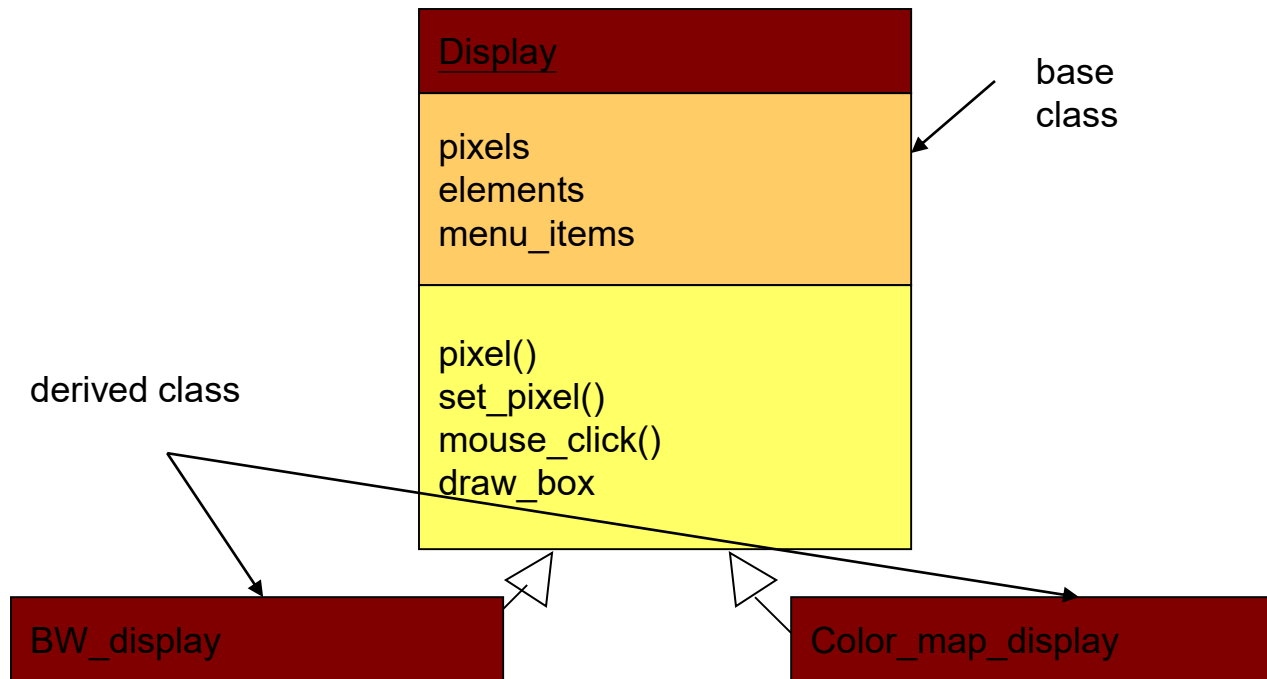 Display
base
class
pixels
elements
menu_items
pixel()
set_pixel()
mouse_click()
draw_box
derived class
BW_display
Color_map_display